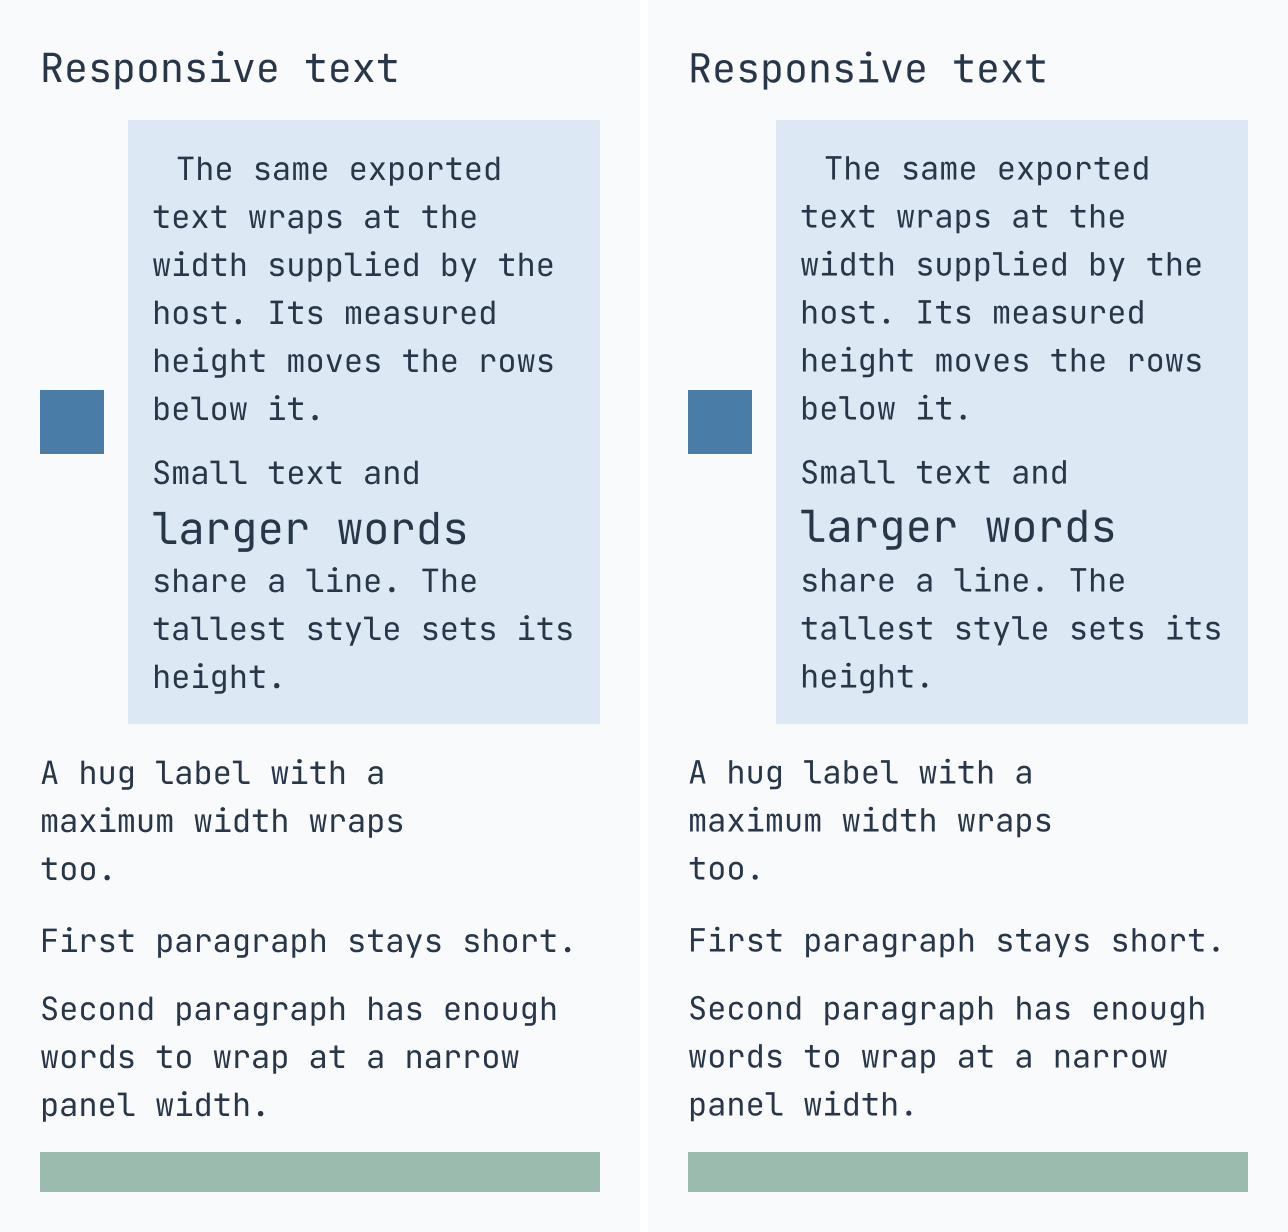 Responsive text
The same exported
text wraps at the
width supplied by the
host. Its measured
height moves the rows
below it.
Small text and
larger words
share a line. The
tallest style sets its
height.
A hug label with a
maximum width wraps
too.
First paragraph stays short.
Second paragraph has enough
words to wrap at a narrow
panel width.
Responsive text
The same exported
text wraps at the
width supplied by the
host. Its measured
height moves the rows
below it.
Small text and
larger words
share a line. The
tallest style sets its
height.
A hug label with a
maximum width wraps
too.
First paragraph stays short.
Second paragraph has enough
words to wrap at a narrow
panel width.